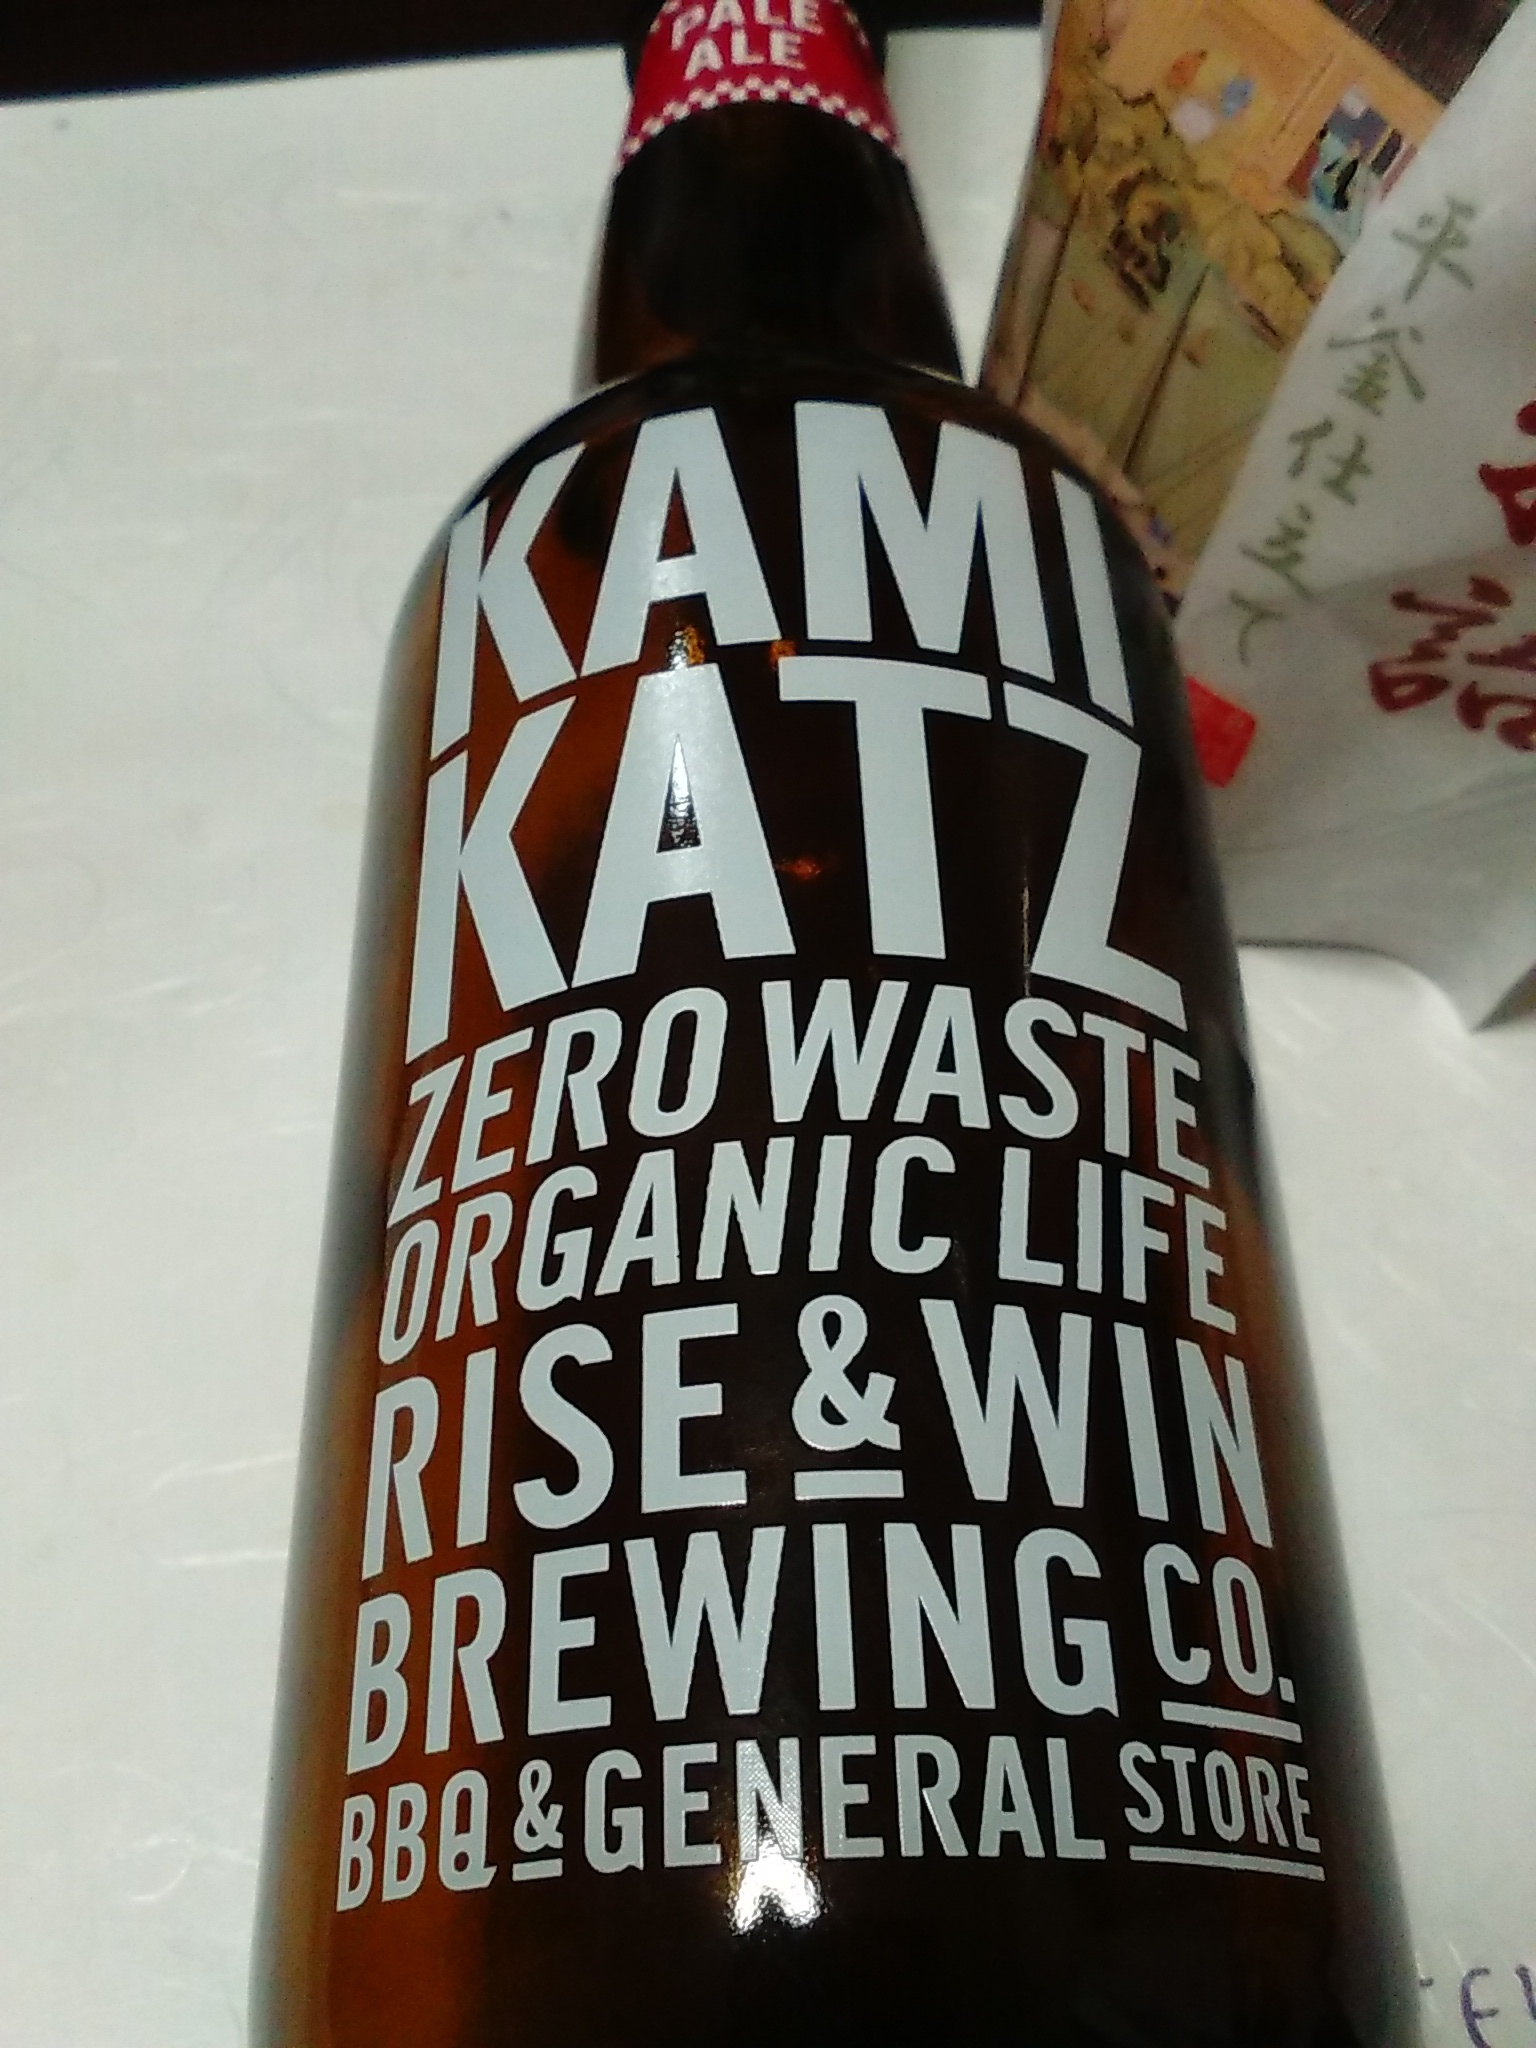 PALE
ALE
KAMI
KATZ
ZERO WASTE
ORGANIC LIFE
RISE & WIN
BREWING CO.
BBQ & GENERAL STORE
平釜仕立て